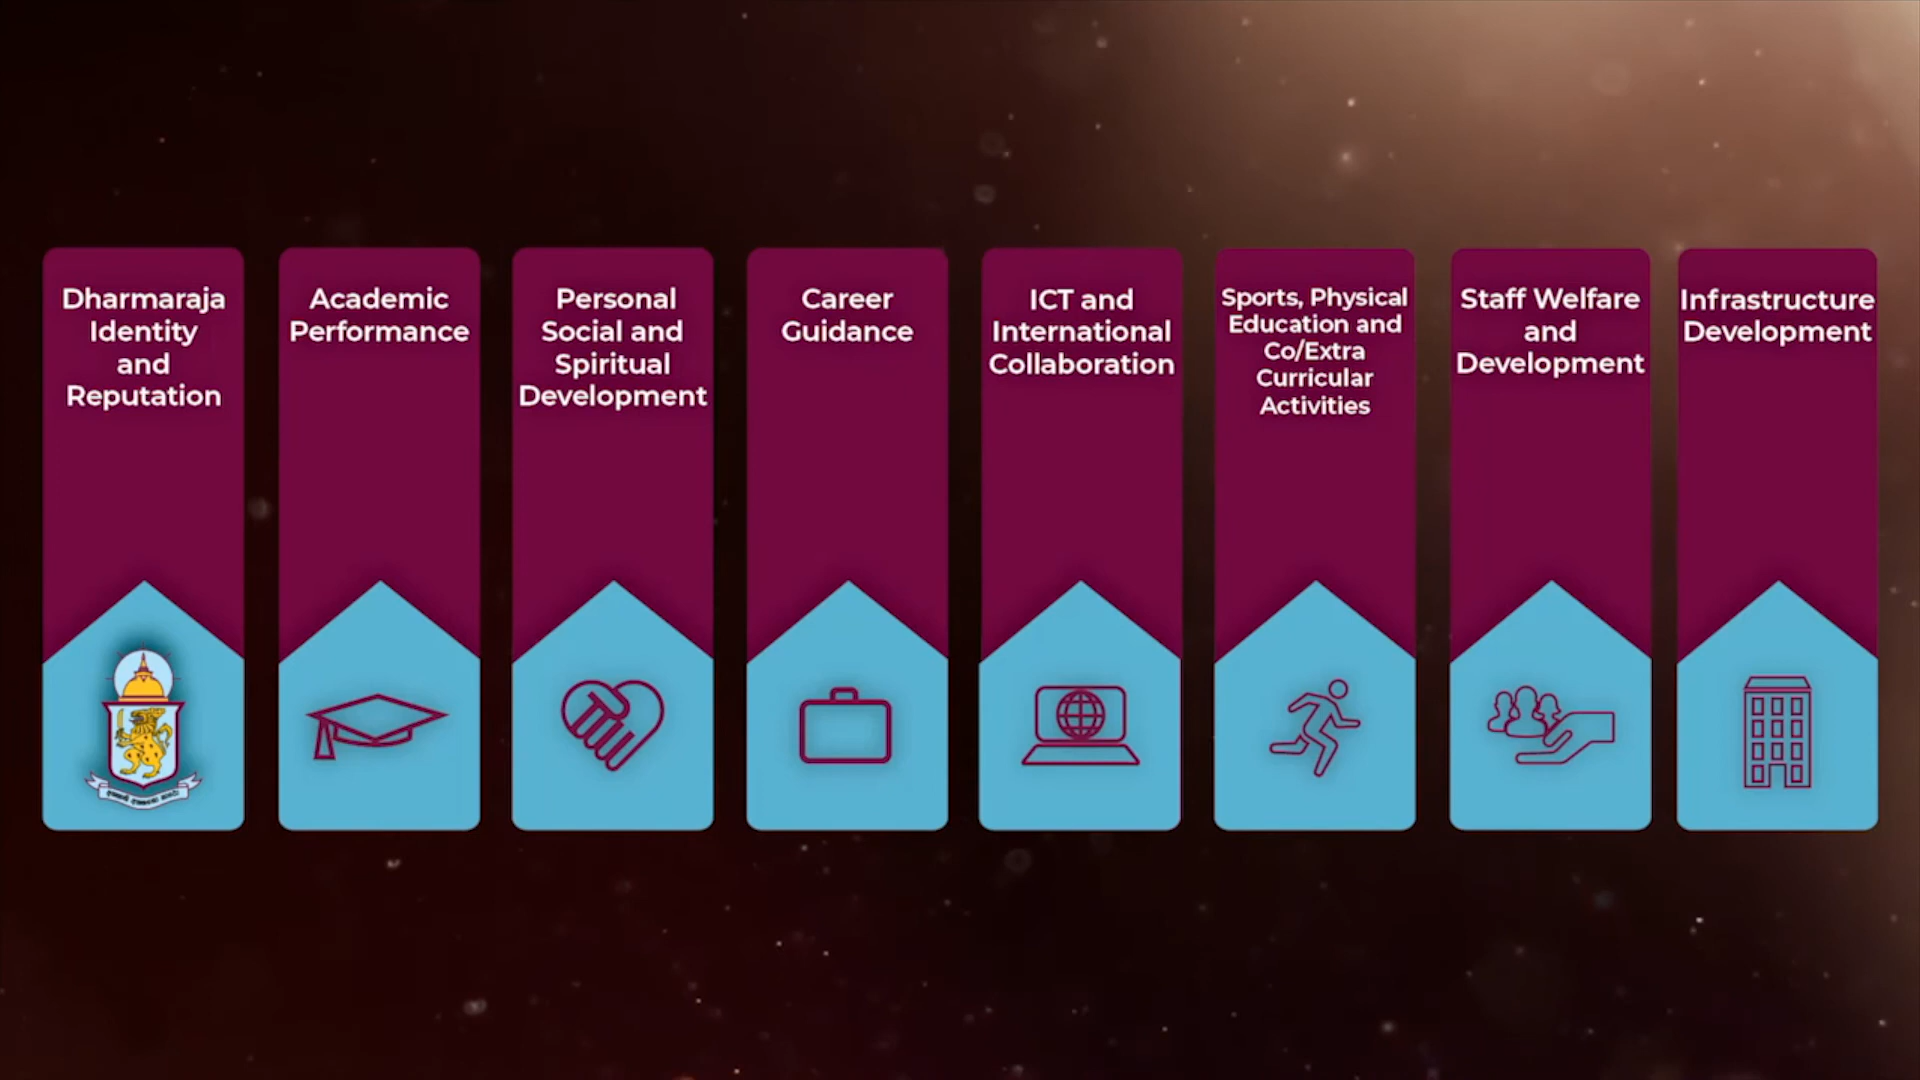 Dharmaraja
Identity
and
Reputation
Academic
Performance
Personal
Social and
Spiritual
Development
Career
Guidance
ICT and
International
Collaboration
Sports, Physical
Education and
Co/Extra
Curricular
Activities
Staff Welfare
and
Development
Infrastructure
Development